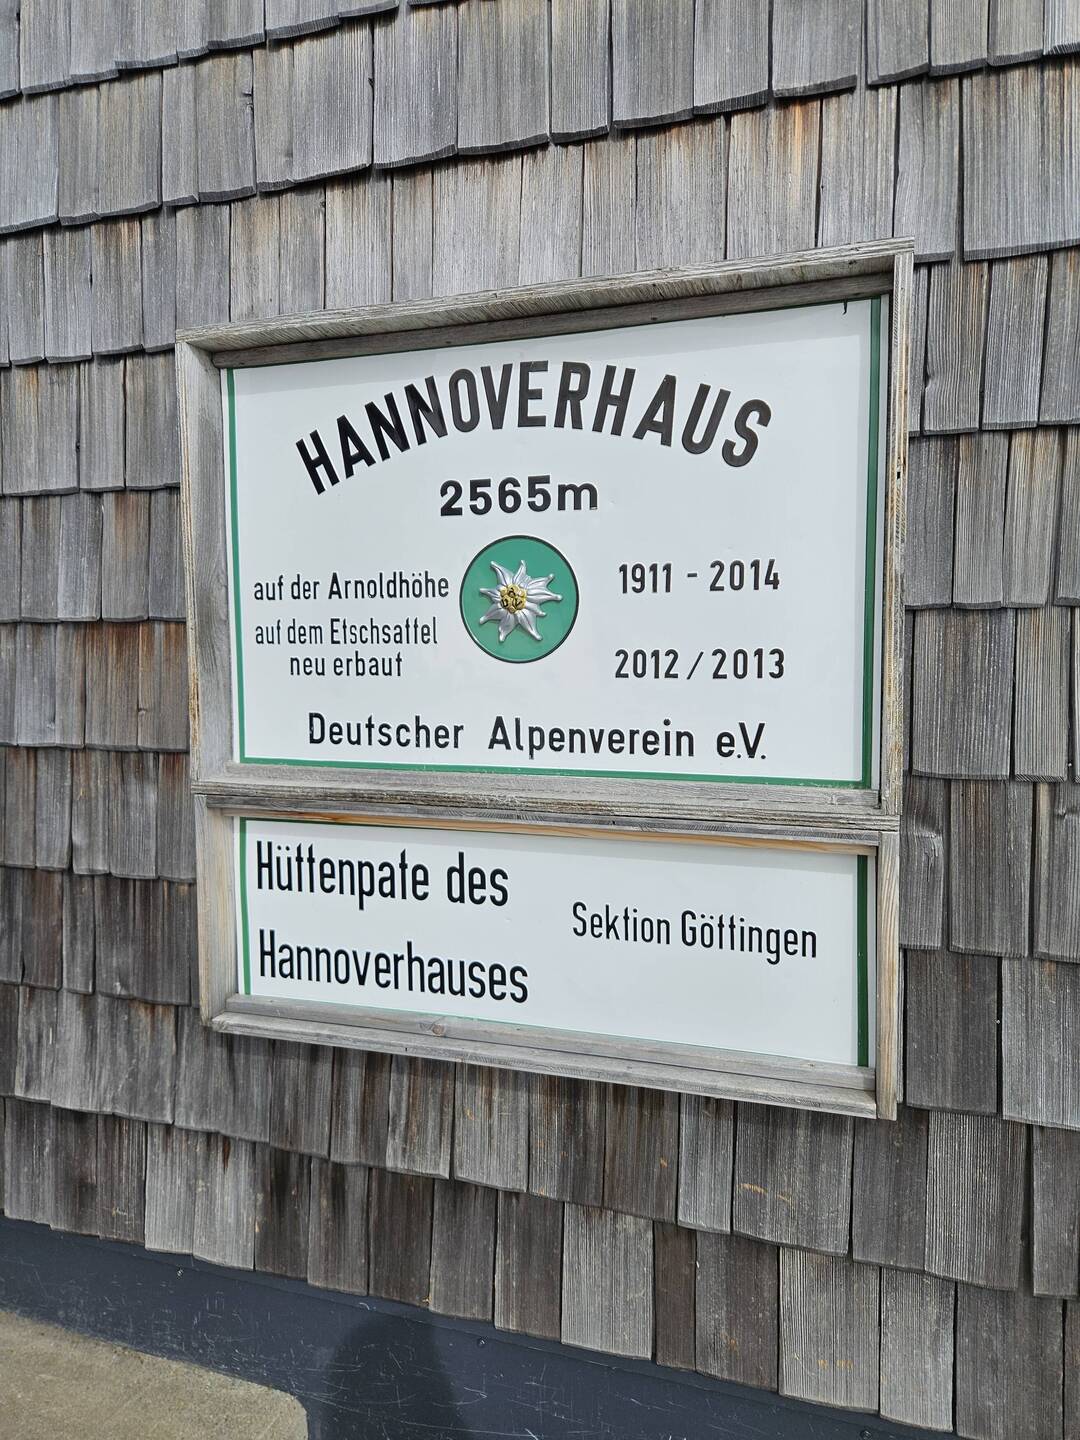 HANNOVERHAUS
2565m
auf der Arnoldhöhe 1911 - 2014
auf dem Etschsattel
neu erbaut 2012 / 2013
Deutscher Alpenverein e.V.
Hüttenpate des
Hannoverhauses
Sektion Göttingen